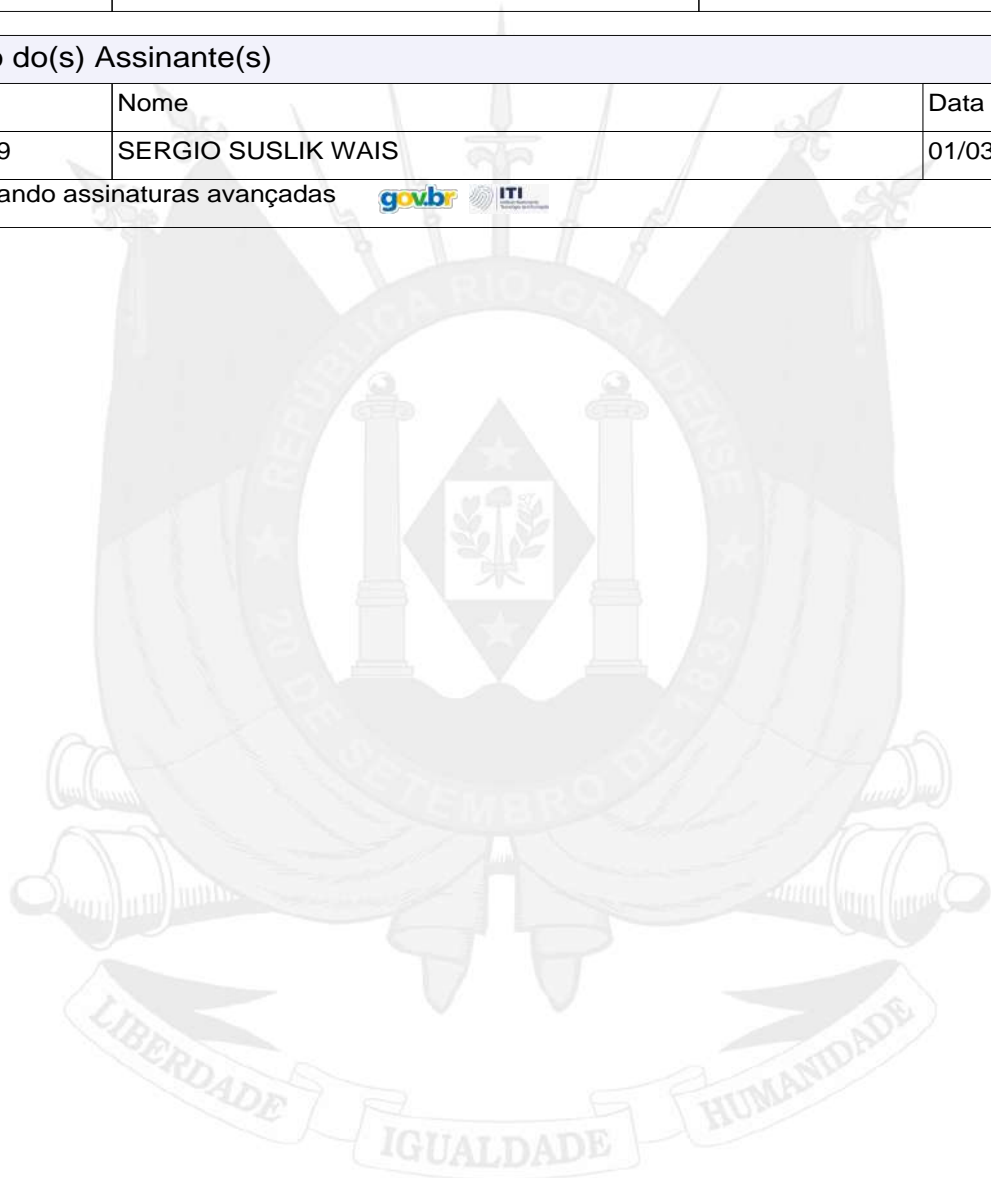 o do(s) Assinante(s)
Nome
Data
9
SERGIO SUSLIK WAIS
01/03
ando assinaturas avançadas
gov.br
ITI
REPÚBLICA RIO-GRANDENSE
★ 20 DE SETEMBRO DE 1835 ★
LIBERDADE
IGUALDADE
HUMANIDADE